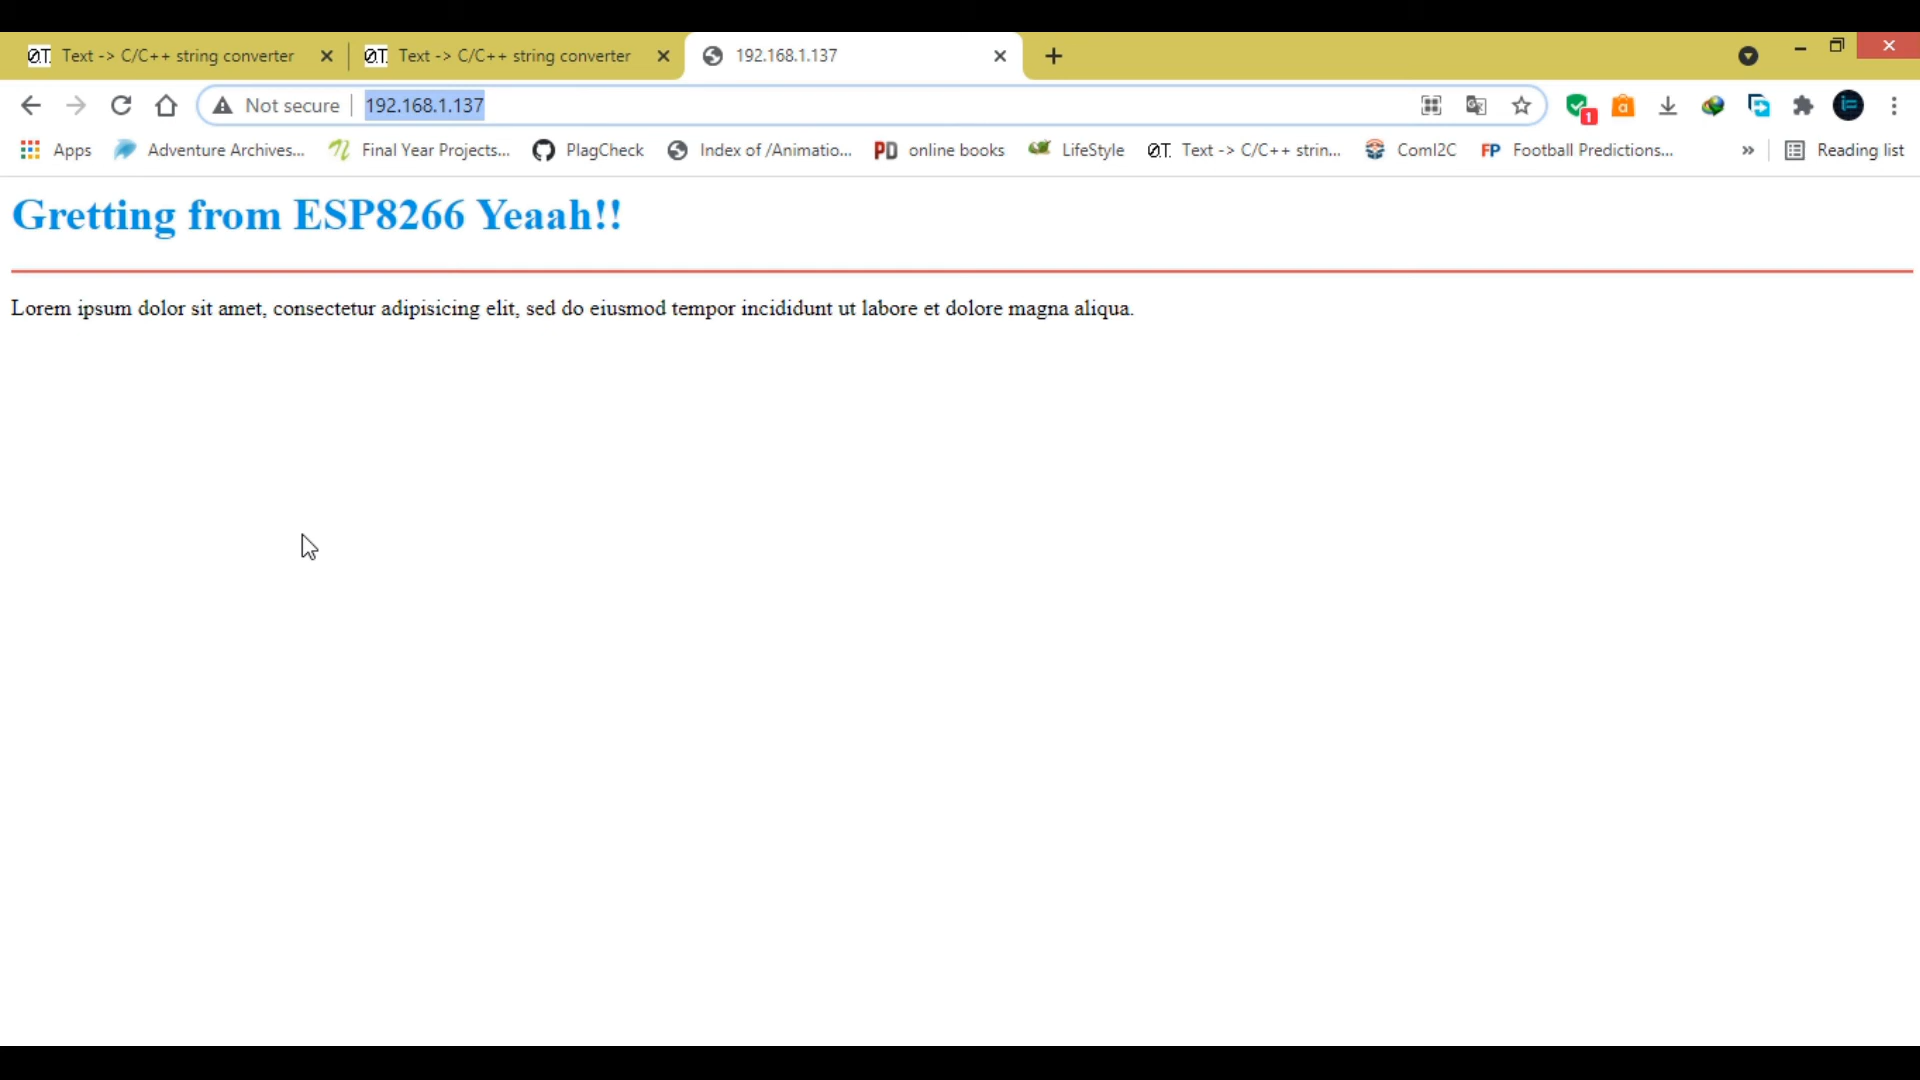 Text -> C/C++ string converter
Text -> C/C++ string converter
192.168.1.137
Not secure
192.168.1.137
1
Apps
Adventure Archives...
Final Year Projects...
PlagCheck
Index of /Animatio...
PD
online books
LifeStyle
Ø.T.
Text -> C/C++ strin...
ComI2C
FP
Football Predictions...
»
Reading list
Gretting from ESP8266 Yeaah!!
Lorem ipsum dolor sit amet, consectetur adipisicing elit, sed do eiusmod tempor incididunt ut labore et dolore magna aliqua.